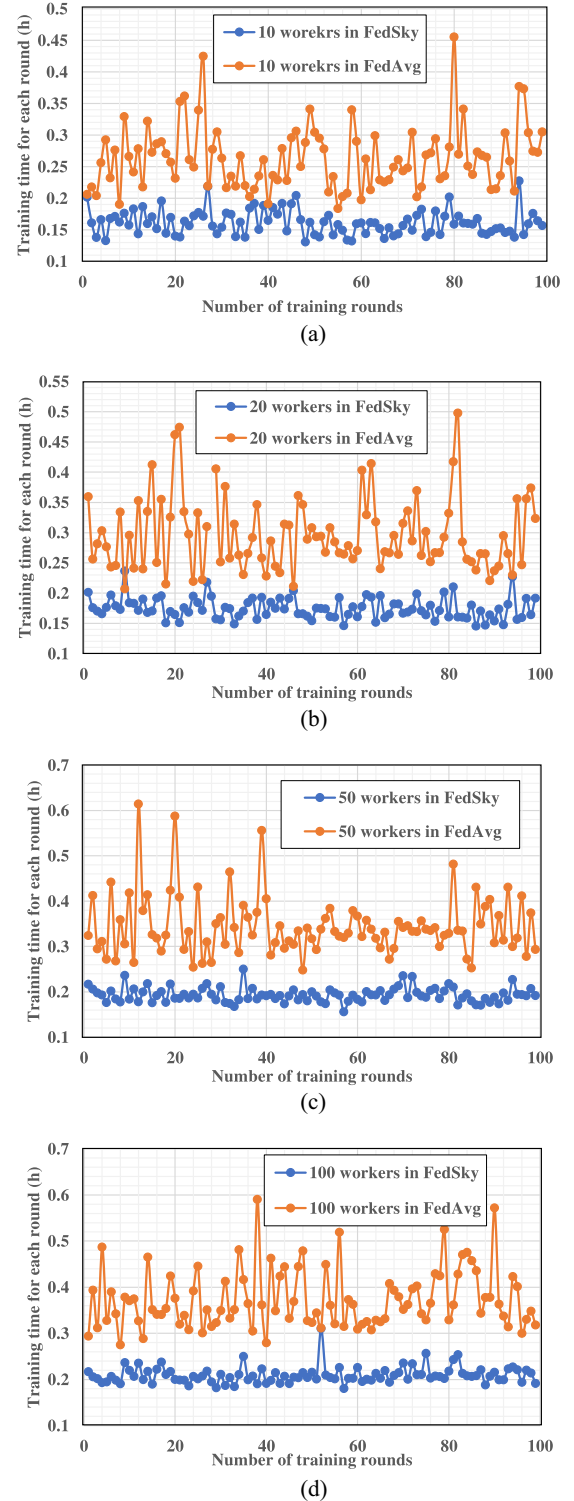 0.5
0.45
0.4
0.35
0.3
0.25
0.2
0.15
0.1
Training time for each round (h)
10 worekrs in FedSky
10 worekrs in FedAvg
0 20 40 60 80 100
Number of training rounds
(a)
0.55
0.5
0.45
0.4
0.35
0.3
0.25
0.2
0.15
0.1
Training time for each round (h)
20 workers in FedSky
20 workers in FedAvg
0 20 40 60 80 100
Number of training rounds
(b)
0.7
0.6
0.5
0.4
0.3
0.2
0.1
Training time for each round (h)
50 workers in FedSky
50 workers in FedAvg
0 20 40 60 80 100
Number of training rounds
(c)
0.7
0.6
0.5
0.4
0.3
0.2
0.1
Training time for each round (h)
100 workers in FedSky
100 workers in FedAvg
0 20 40 60 80 100
Number of training rounds
(d)